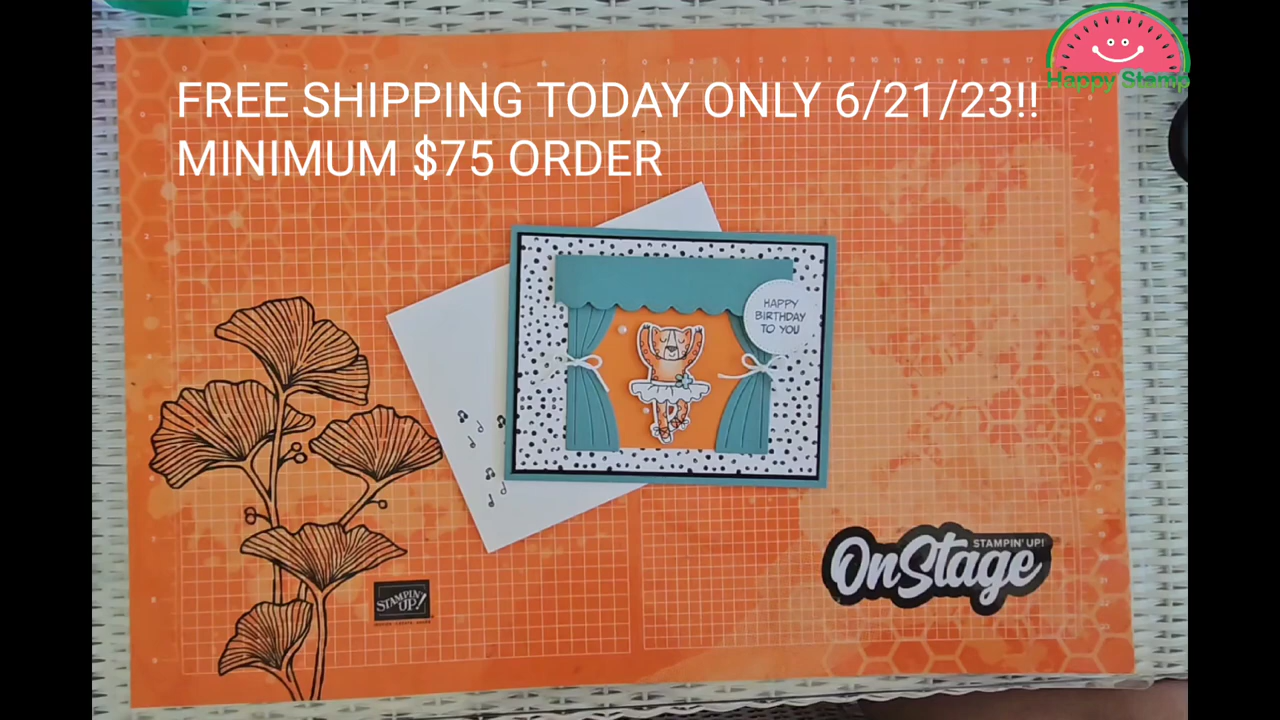 Happy Stamp
FREE SHIPPING TODAY ONLY 6/21/23!!
MINIMUM $75 ORDER
HAPPY
BIRTHDAY
TO YOU
STAMPIN' UP!
OnStage
STAMPIN'
UP!